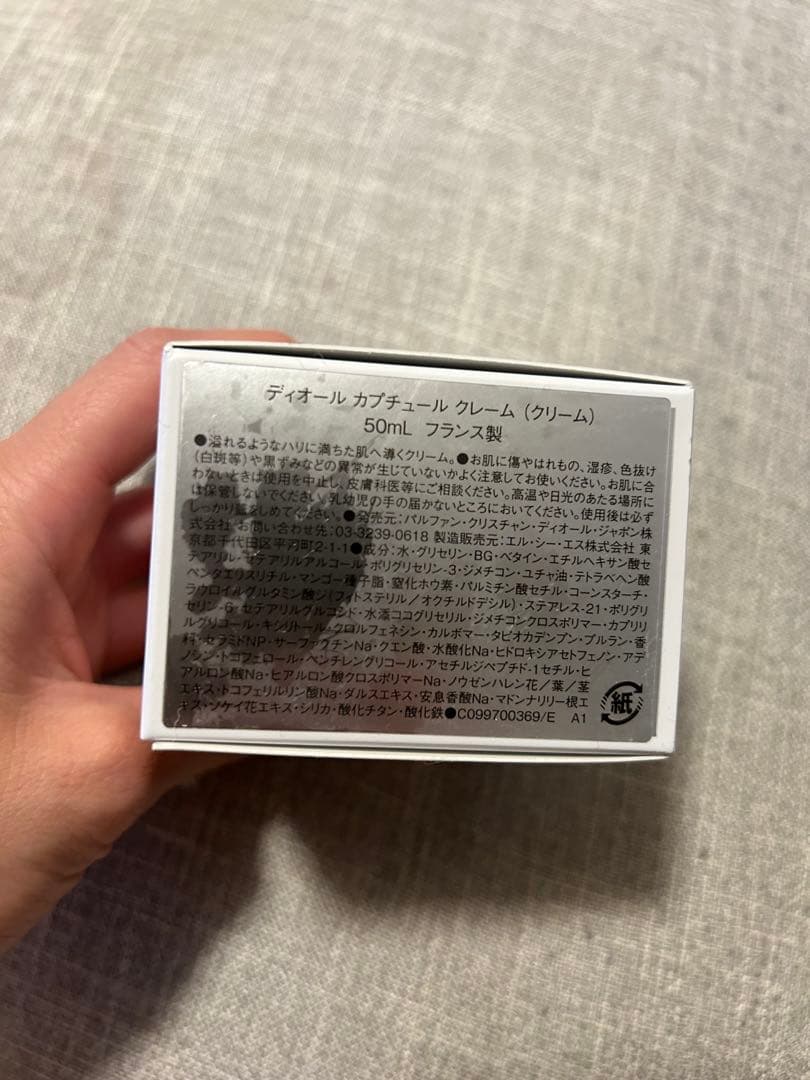 ディオール カプチュール クレーム（クリーム）
50mL フランス製
●溢れるようなハリに満ちた肌へ導くクリーム。●お肌に傷やはれもの、湿疹、色抜け
（白斑等）や黒ずみなどの異常が生じていないかよく注意してお使いください。お肌に合
わないときは使用を中止し、皮膚科医等にご相談ください。高温や日光のあたる場所に
は保管しないでください。乳幼児の手の届かないところにおいてください。使用後は必ず
しっかり蓋をしめてください。●発売元：パルファン・クリスチャン・ディオール・ジャポン株
式会社 お問い合わせ先：03-3239-0618 製造販売元：エル・シー・エス株式会社 東
京都千代田区平河町2-1-1●成分：水・グリセリン・BG・ベタイン・エチルヘキサン酸セ
テアリル・セテアリルアルコール・ポリグリセリン-3・ジメチコン・ユチャ油・テトラベヘン酸
ペンタエリスリチル・マンゴー種子脂・窒化ホウ素・パルミチン酸セチル・コーンスターチ・
ラウロイルグルタミン酸ジ（フィトステリル／オクチルドデシル）・ステアレス-21・ポリグリ
セリン-6・セテアリルグルコシド・水添ココグリセリル・ジメチコンクロスポリマー・カプリリ
ルグリコール・キシリトール・クロルフェネシン・カルボマー・タピオカデンプン・プルラン・香
料・セラミドNP・サーファクチンNa・クエン酸・水酸化Na・ヒドロキシアセトフェノン・アデ
ノシン・トコフェロール・ペンチレングリコール・アセチルジペプチド-1セチル・ヒ
アルロン酸Na・ヒアルロン酸クロスポリマーNa・ノウゼンハレン花／葉／茎
エキス・トコフェリルリン酸Na・ダルスエキス・安息香酸Na・マドンナリリー根エ
キス・ソケイ花エキス・シリカ・酸化チタン・酸化鉄●C099700369/E A1
紙